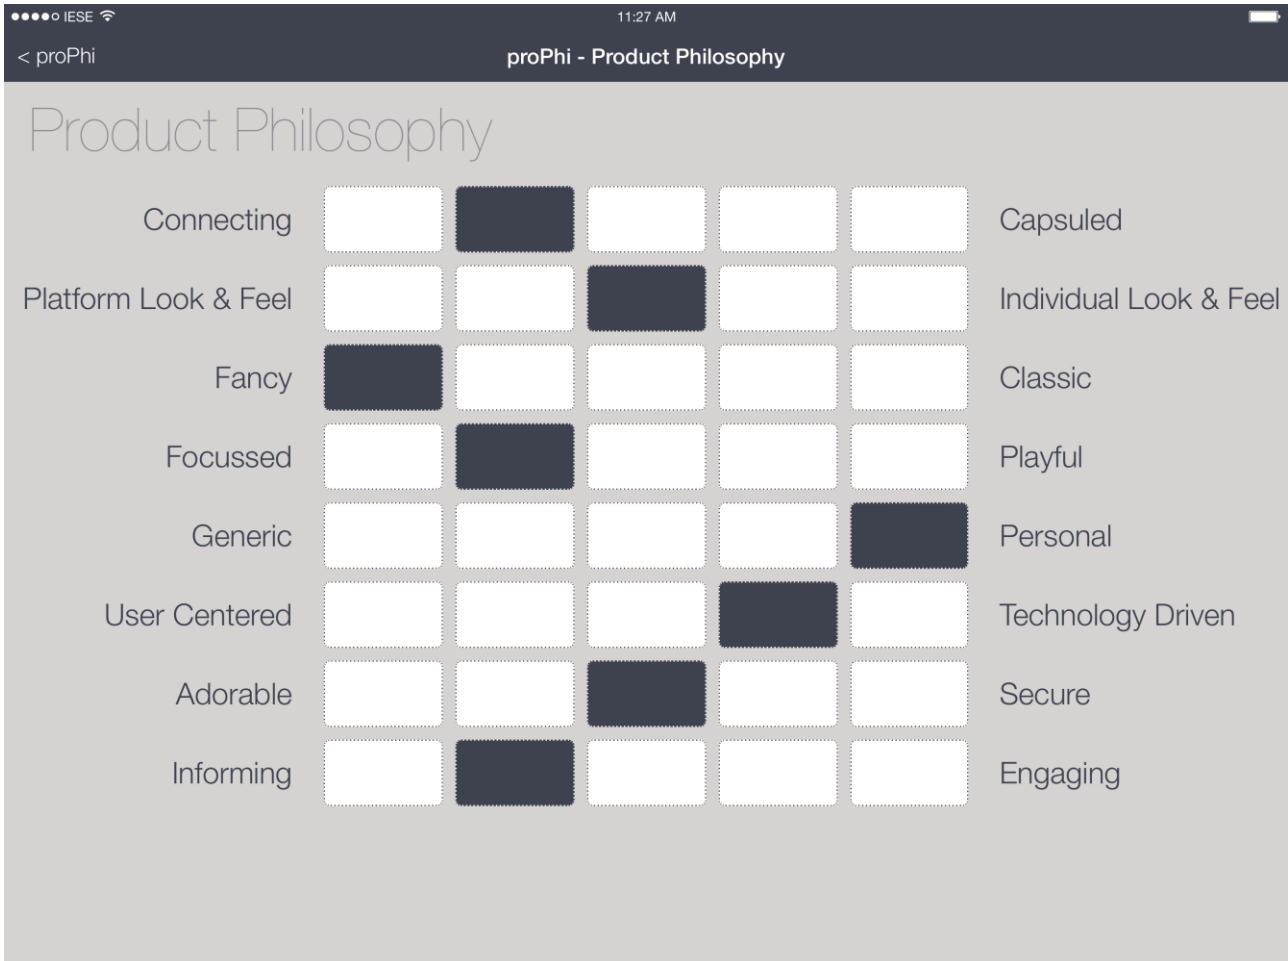 IESE 11:27 AM
< proPhi proPhi - Product Philosophy
Product Philosophy
Connecting Capsuled
Platform Look & Feel Individual Look & Feel
Fancy Classic
Focussed Playful
Generic Personal
User Centered Technology Driven
Adorable Secure
Informing Engaging